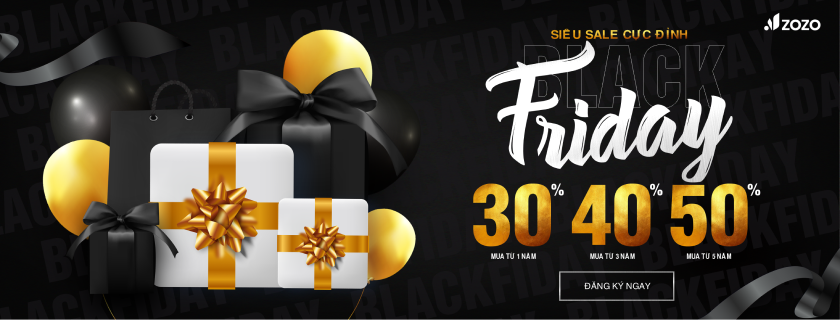 ZOZO
SIÊU SALE CỰC ĐỈNH
BLACK
Friday
30% 40% 50%
MUA TỪ 1 NĂM MUA TỪ 3 NĂM MUA TỪ 5 NĂM
ĐĂNG KÝ NGAY
BLACKFIDAY